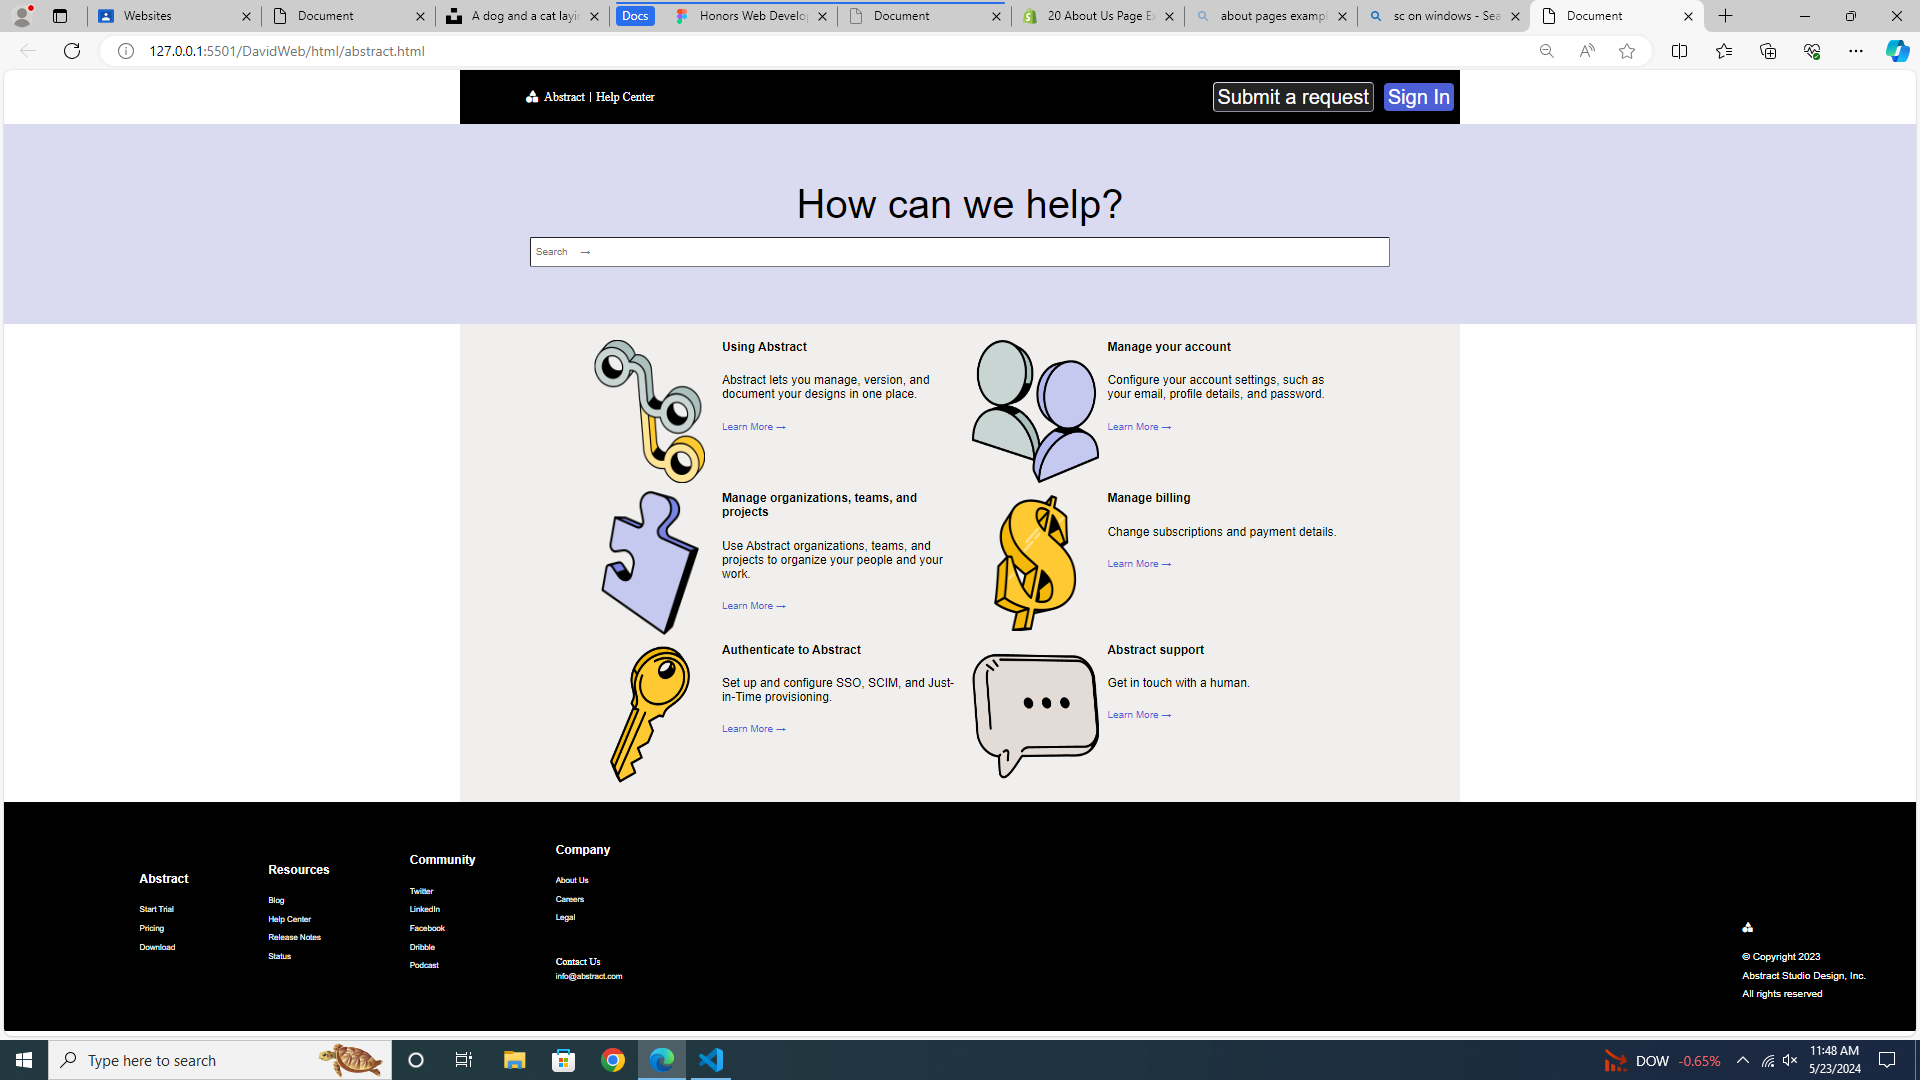 Websites
Document
A dog and a cat layin
Docs
Honors Web Develop
Document
20 About Us Page Ex
about pages exampl
sc on windows - Sea
Document
127.0.0.1:5501/DavidWeb/html/abstract.html
Abstract | Help Center
Submit a request
Sign In
How can we help?
Search →
Using Abstract
Abstract lets you manage, version, and
document your designs in one place.
Learn More →
Manage your account
Configure your account settings, such as
your email, profile details, and password.
Learn More →
Manage organizations, teams, and
projects
Use Abstract organizations, teams, and
projects to organize your people and your
work.
Learn More →
Manage billing
Change subscriptions and payment details.
Learn More →
Authenticate to Abstract
Set up and configure SSO, SCIM, and Just-
in-Time provisioning.
Learn More →
Abstract support
Get in touch with a human.
Learn More →
Abstract
Start Trial
Pricing
Download
Resources
Blog
Help Center
Release Notes
Status
Community
Twitter
LinkedIn
Facebook
Dribble
Podcast
Company
About Us
Careers
Legal
Contact Us
info@abstract.com
© Copyright 2023
Abstract Studio Design, Inc.
All rights reserved
Type here to search
DOW -0.65%
11:48 AM
5/23/2024